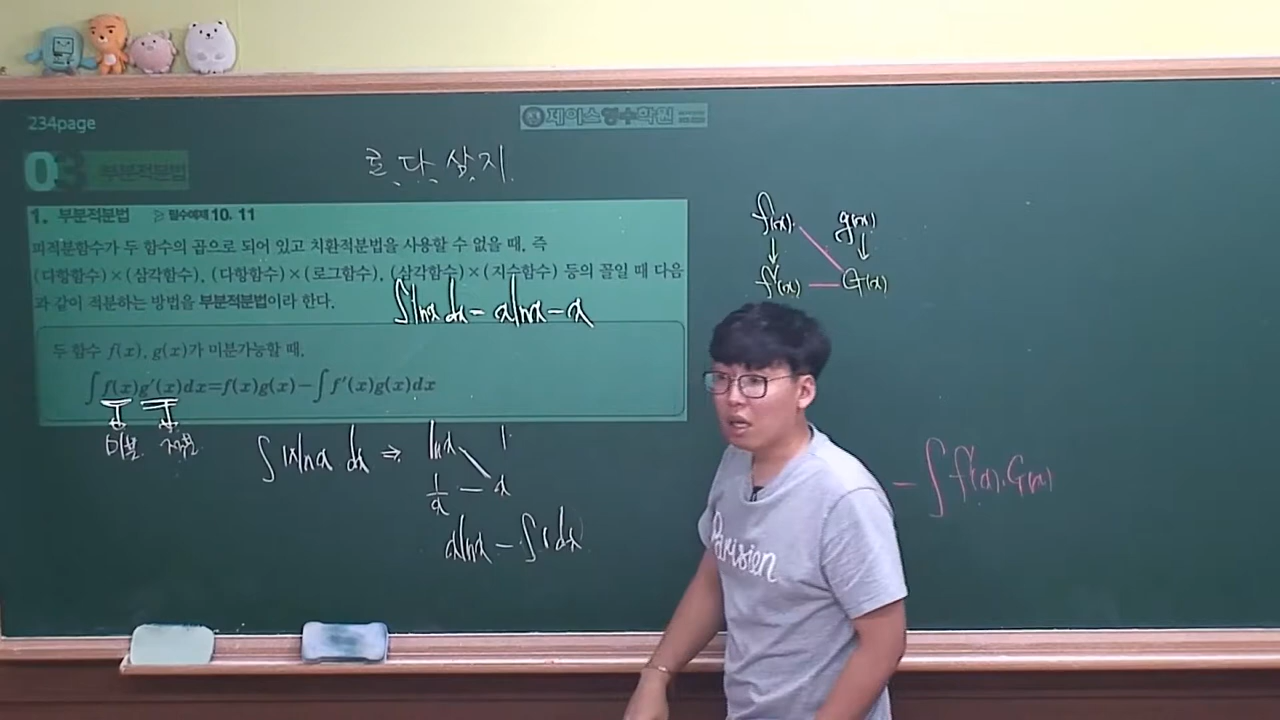 234page
제이스영수학원
03 부분적분법
로다삼지
1. 부분적분법 ▷ 필수예제 10, 11
피적분함수가 두 함수의 곱으로 되어 있고 치환적분법을 사용할 수 없을 때, 즉
(다항함수)×(삼각함수), (다항함수)×(로그함수), (삼각함수)×(지수함수) 등의 꼴일 때 다음
과 같이 적분하는 방법을 부분적분법이라 한다.
∫lnx dx = xlnx - x
두 함수 f(x), g(x)가 미분가능할 때,
∫f(x)g'(x)dx=f(x)g(x)-∫f'(x)g(x)dx
미분 적분
∫1×lnx dx ⇒ lnx 1
1/x — x
xlnx - ∫1dx
f(x) g(x)
↓ ↓
f'(x) — G(x)
- ∫f'(x).G(x)
Parisien